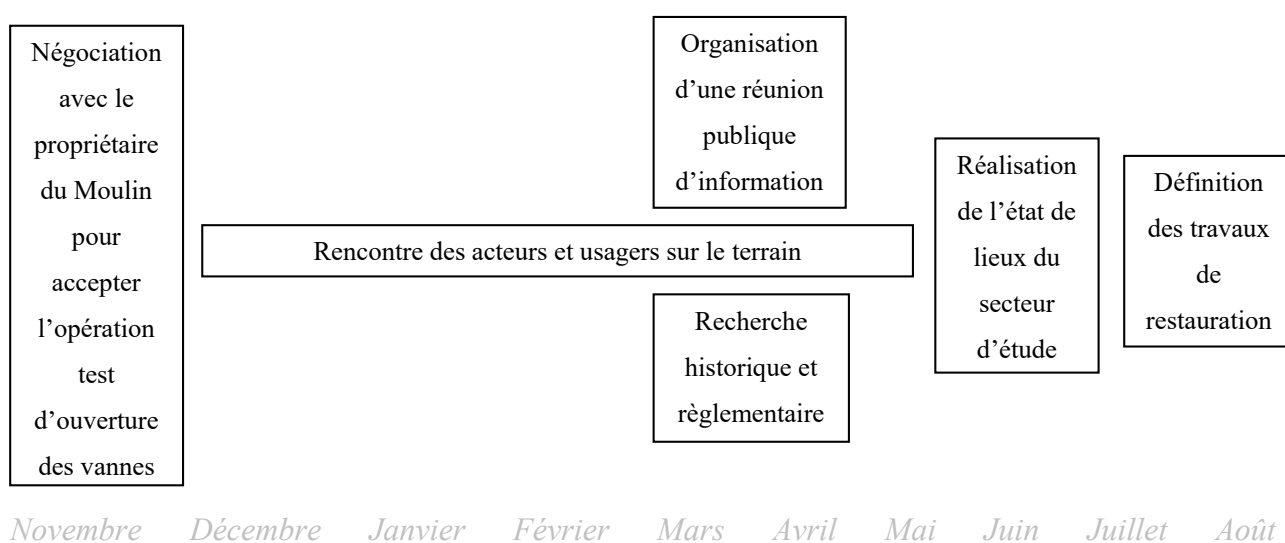 Négociation
avec le
propriétaire
du Moulin
pour
accepter
l’opération
test
d’ouverture
des vannes
Organisation
d’une réunion
publique
d’information
Rencontre des acteurs et usagers sur le terrain
Recherche
historique et
règlementaire
Réalisation
de l’état de
lieux du
secteur
d’étude
Définition
des travaux
de
restauration
Novembre Décembre Janvier Février Mars Avril Mai Juin Juillet Août